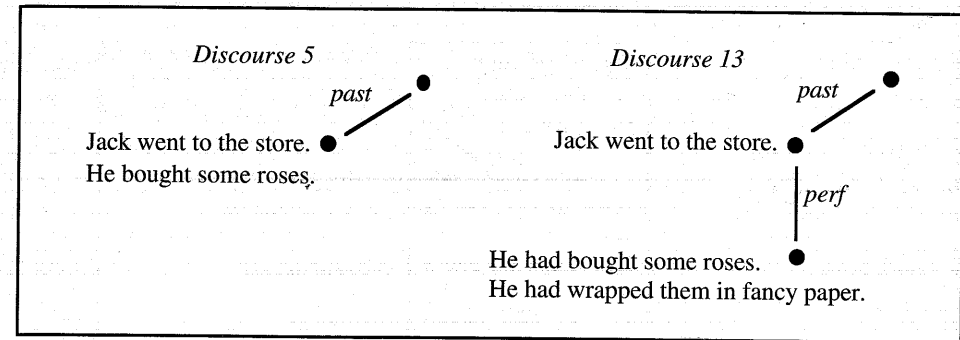 Discourse 5
past
Jack went to the store.
He bought some roses.
Discourse 13
past
Jack went to the store.
perf
He had bought some roses.
He had wrapped them in fancy paper.